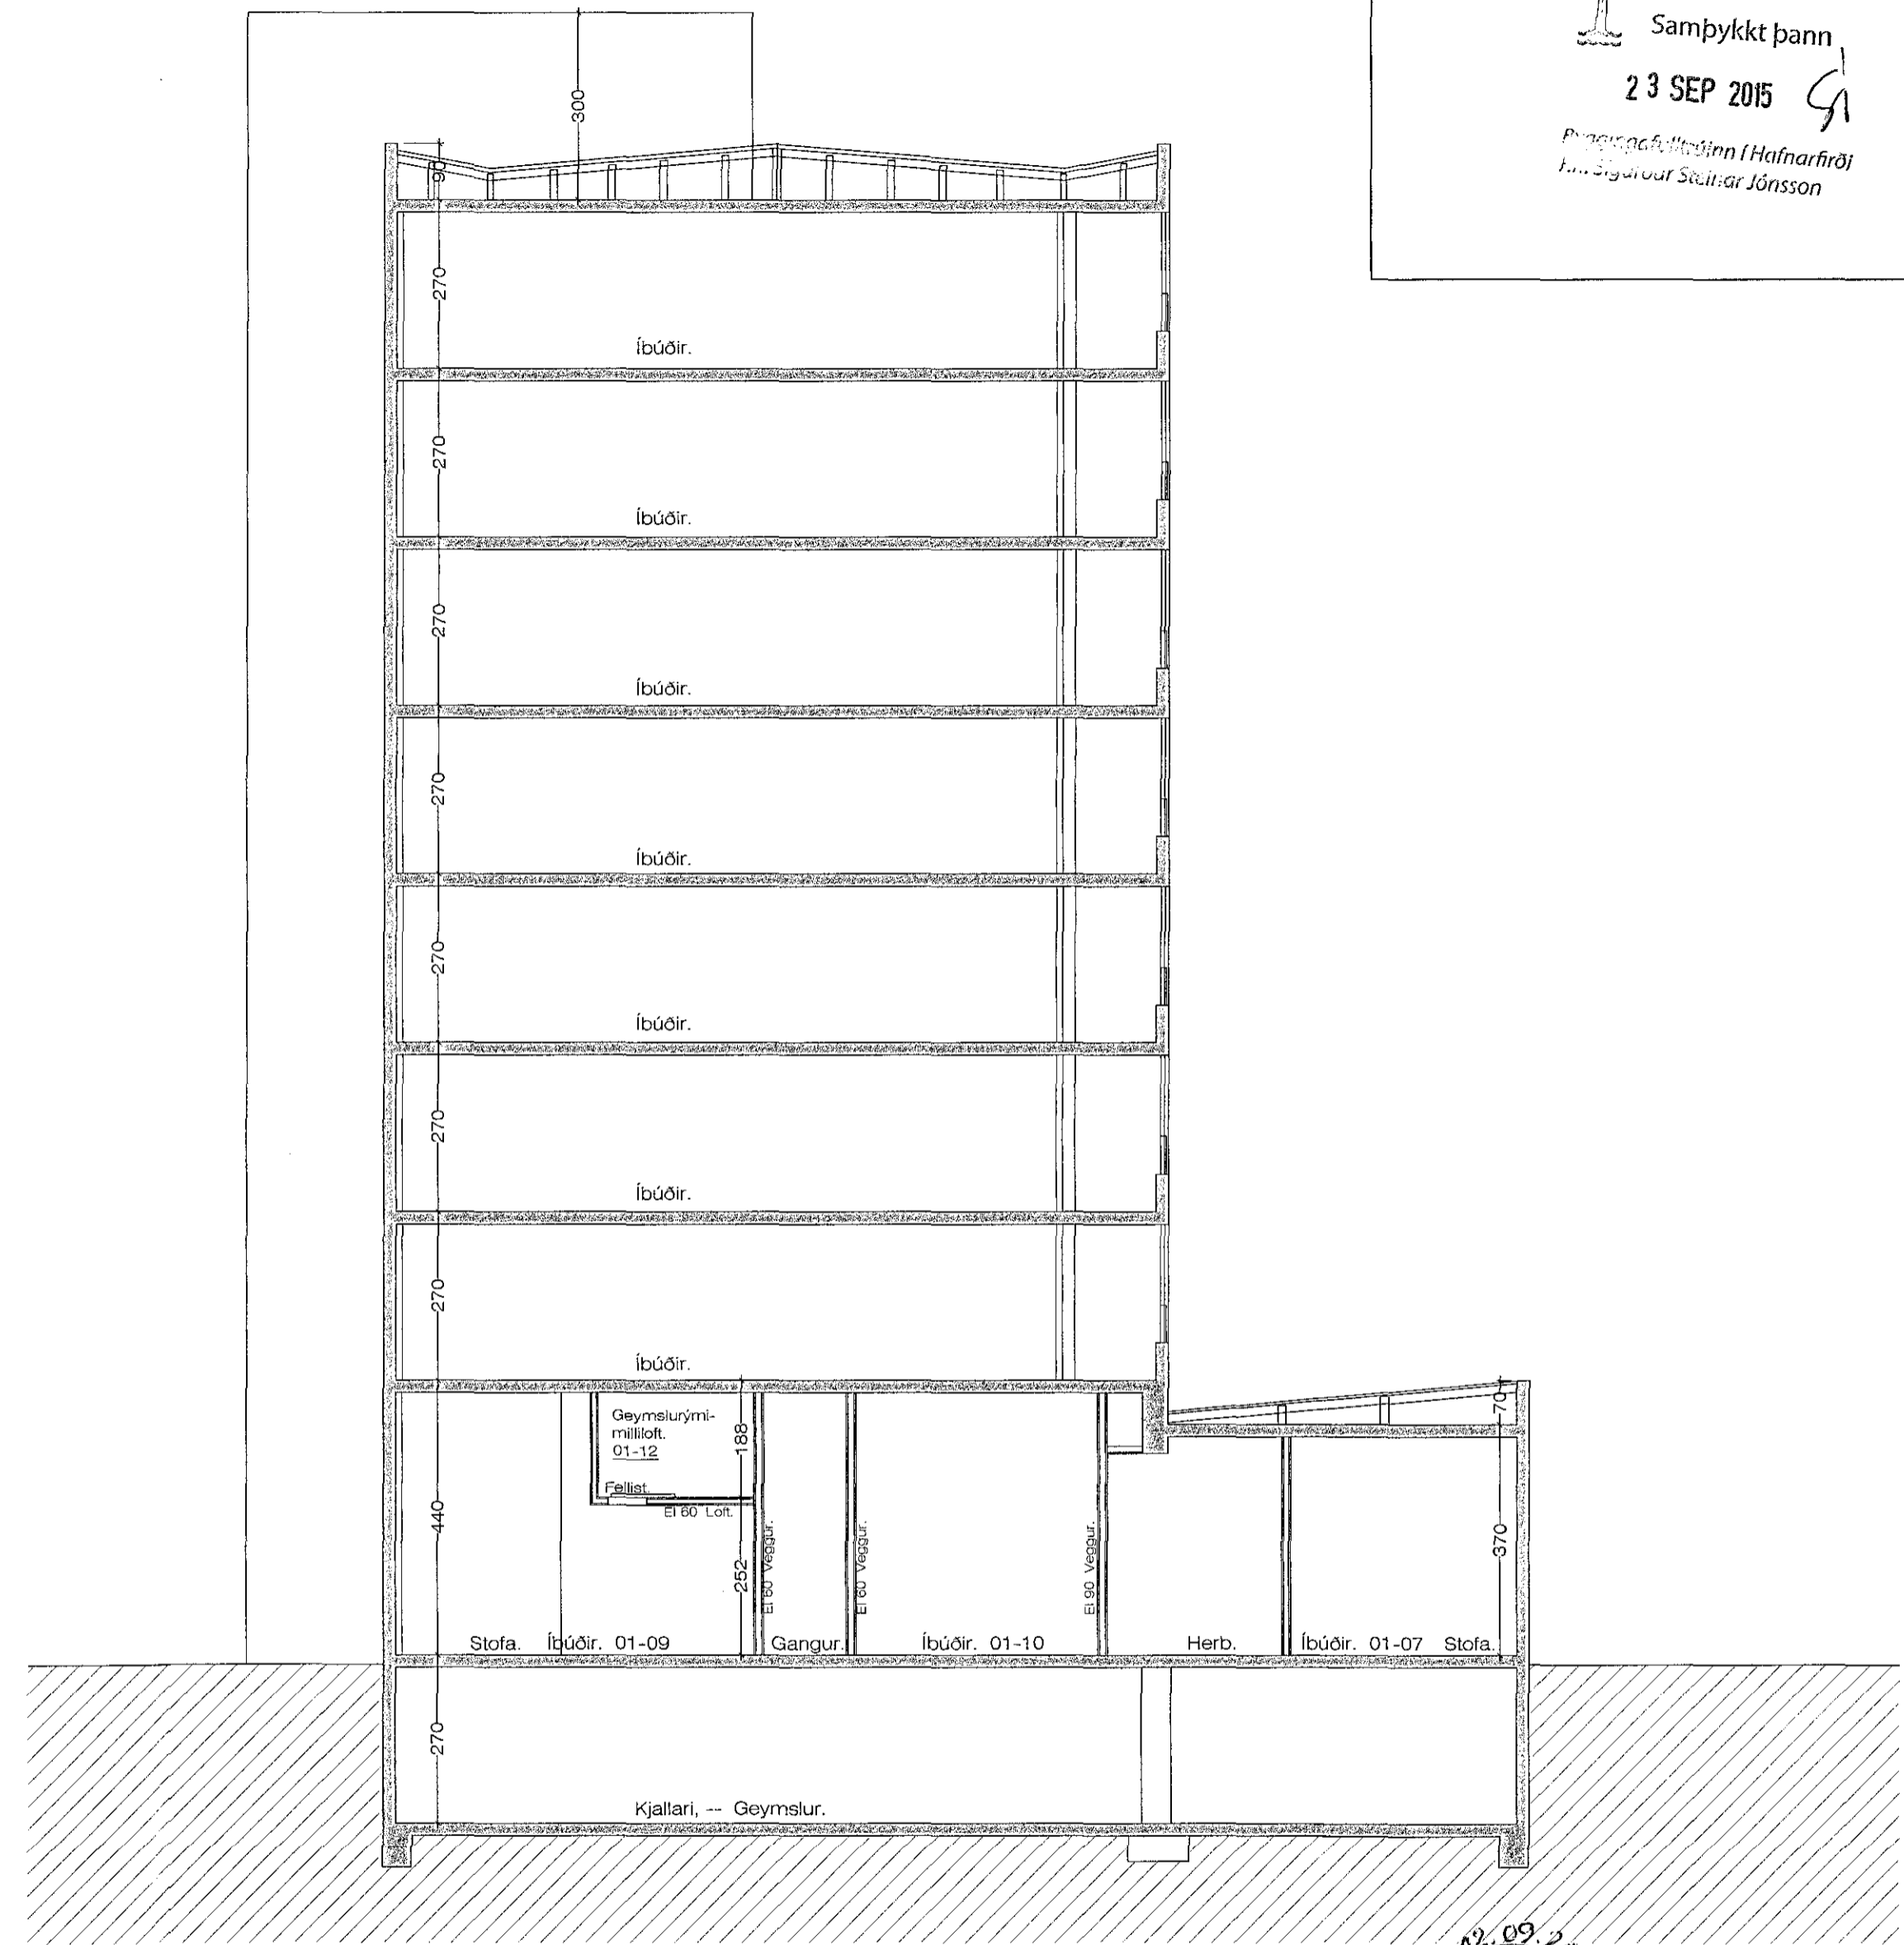 Samþykkt þann
23 SEP 2015
Byggingafulltrúinn í Hafnarfirði
Sigurður Steinar Jónsson
300
90
270
Íbúðir.
270
Íbúðir.
270
Íbúðir.
270
Íbúðir.
270
Íbúðir.
270
Íbúðir.
270
Íbúðir.
Geymslurými-
milliloft.
01-12
Fellist.
EI 60 Loft.
188
70
440
252
EI 60 Veggur.
EI 60 Veggur.
EI 90 Veggur.
370
Stofa. Íbúðir. 01-09 Gangur. Íbúðir. 01-10 Herb. Íbúðir. 01-07 Stofa.
270
Kjallari, -- Geymslur.